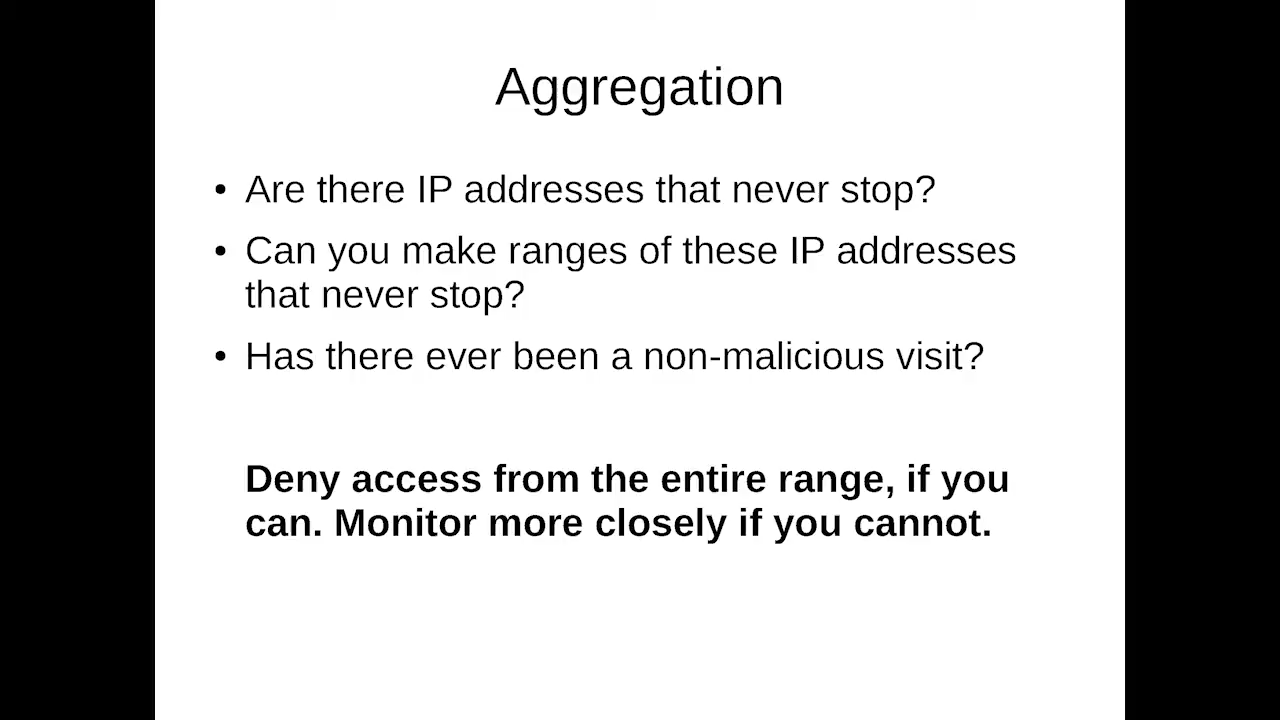 Aggregation
• Are there IP addresses that never stop?
• Can you make ranges of these IP addresses
that never stop?
• Has there ever been a non-malicious visit?
Deny access from the entire range, if you
can. Monitor more closely if you cannot.